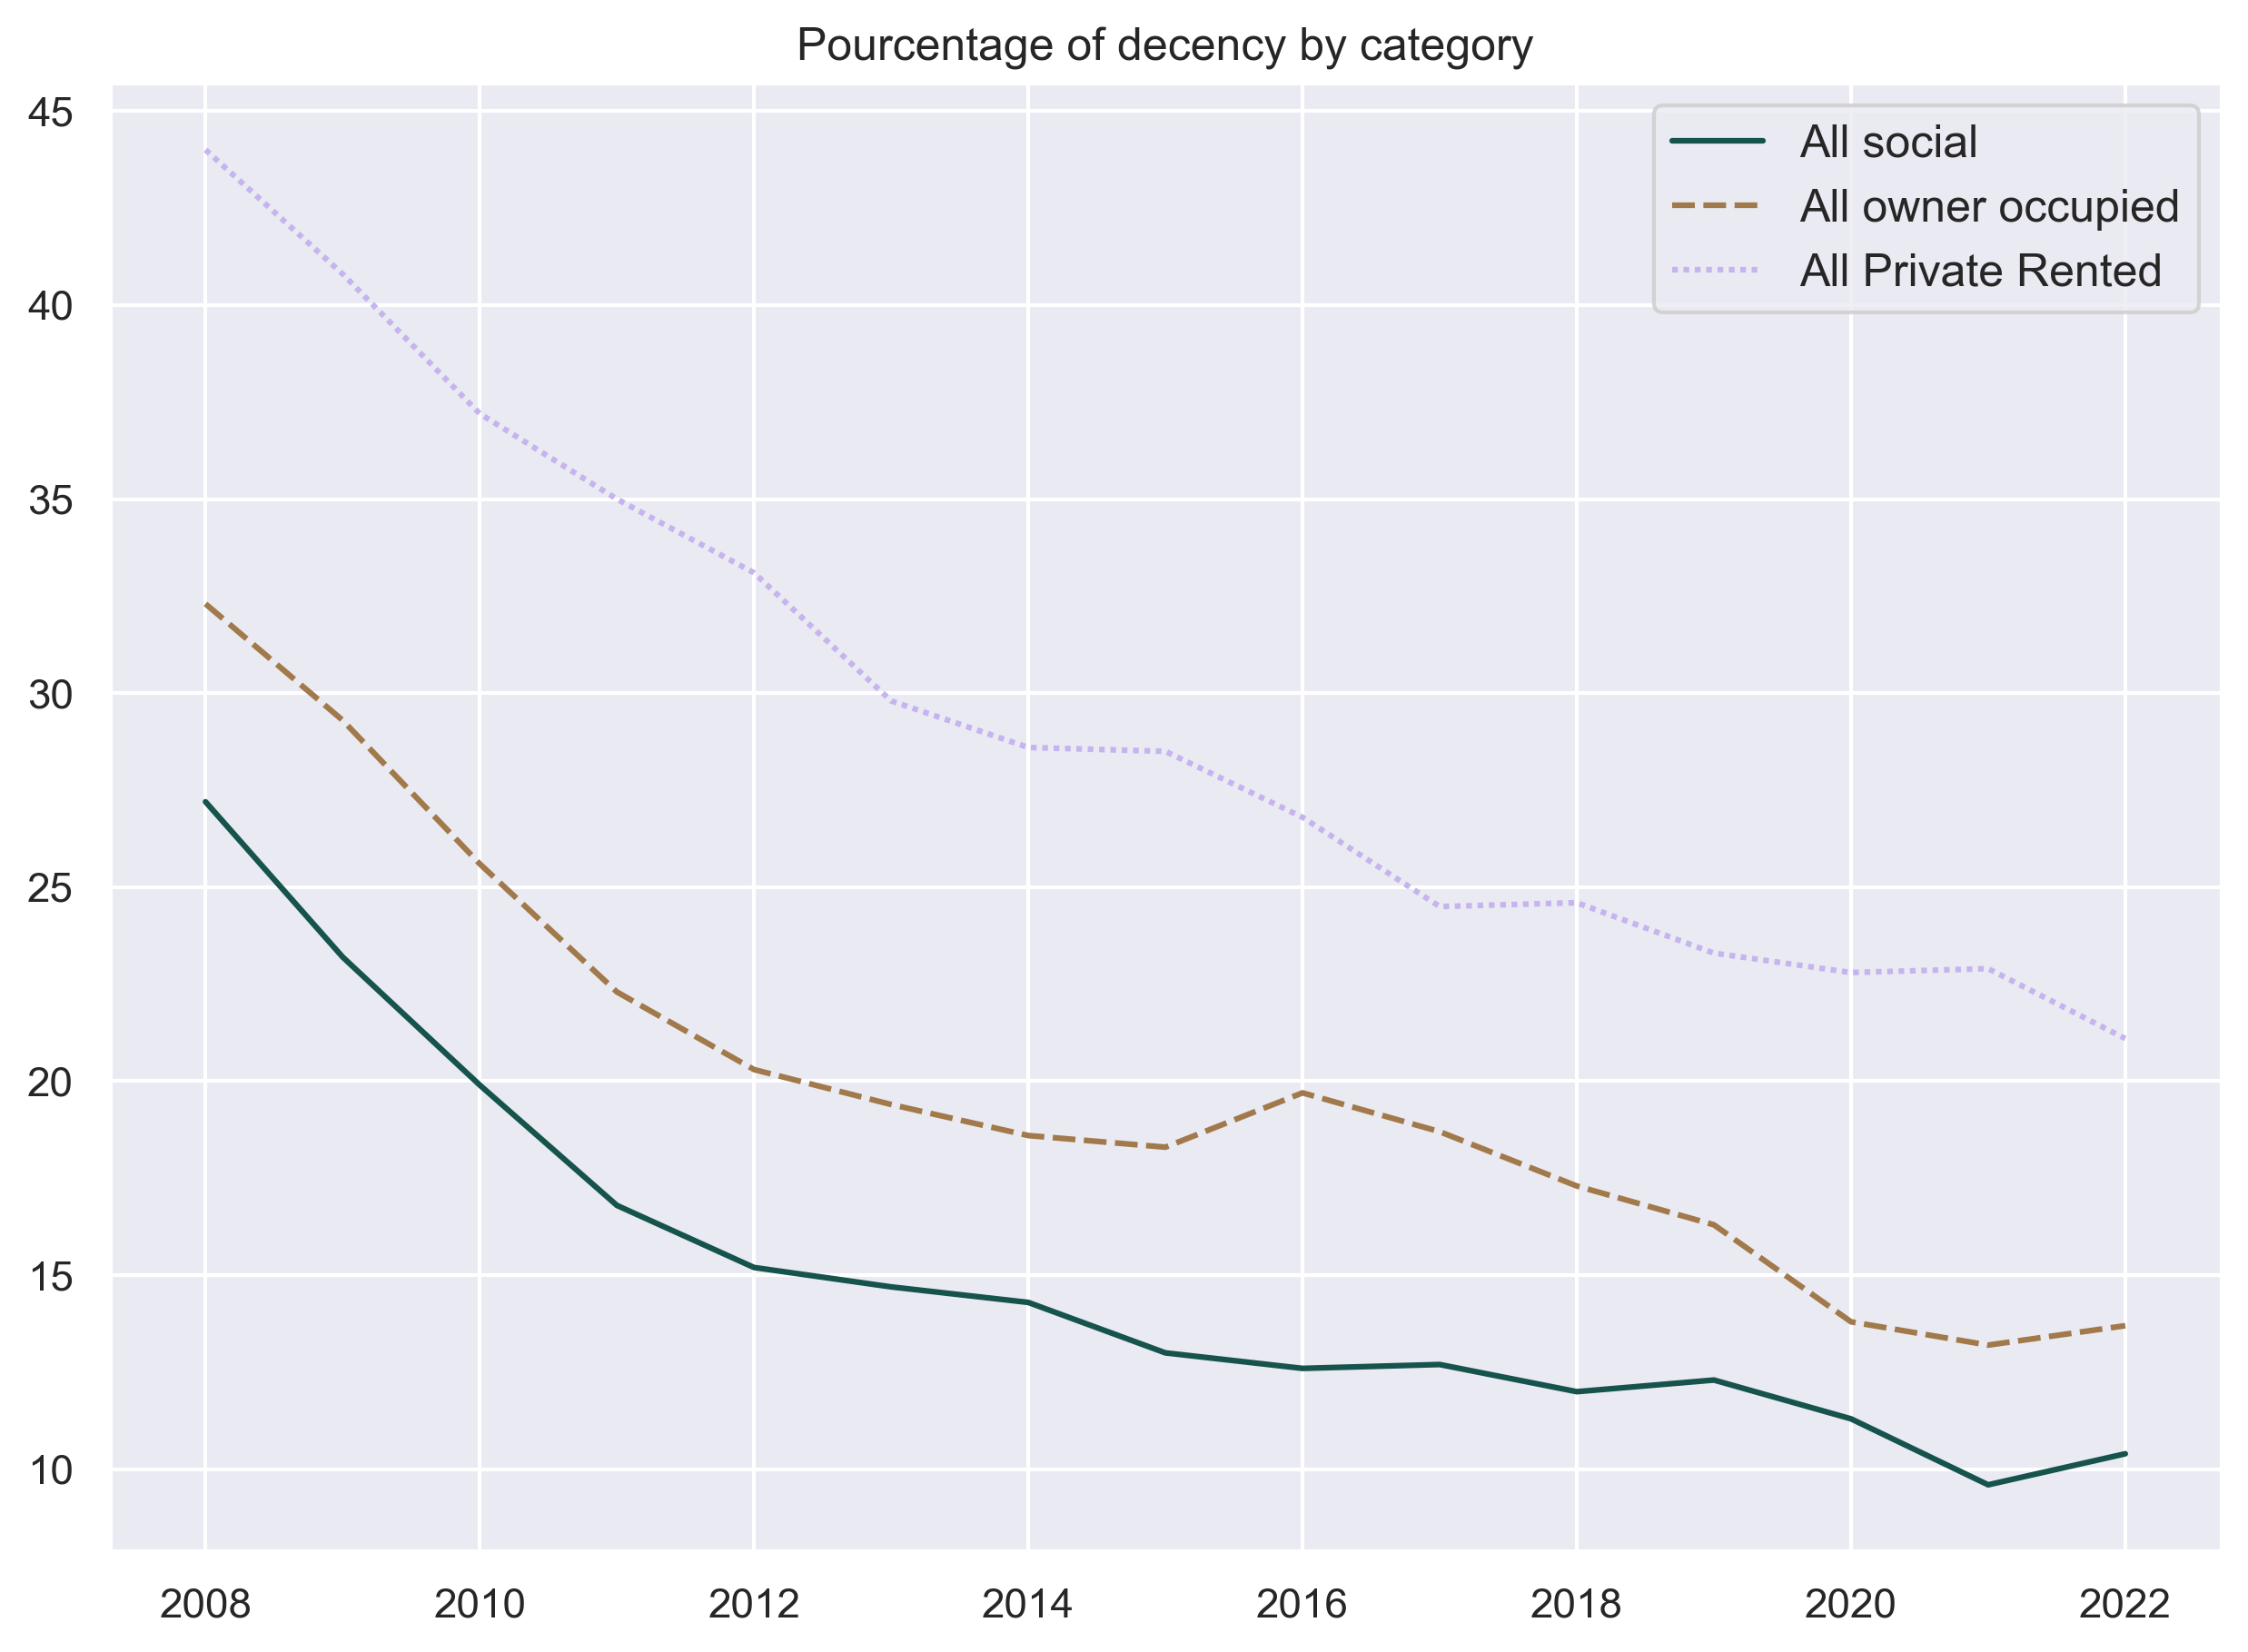 Pourcentage of decency by category
45
40
35
30
25
20
15
10
All social
All owner occupied
All Private Rented
2008 2010 2012 2014 2016 2018 2020 2022